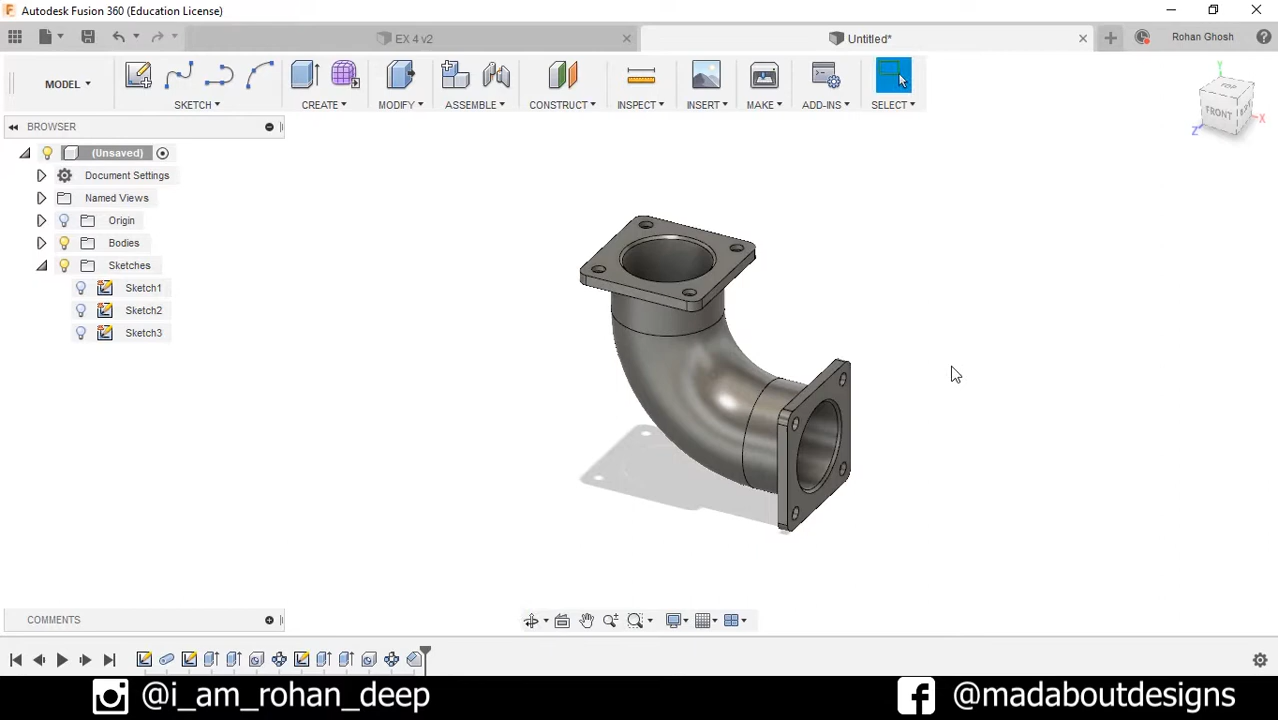 Autodesk Fusion 360 (Education License)
EX 4 v2
Untitled*
Rohan Ghosh
MODEL
SKETCH
CREATE
MODIFY
ASSEMBLE
CONSTRUCT
INSPECT
INSERT
MAKE
ADD-INS
SELECT
Y
TOP
FRONT
X
Z
BROWSER
(Unsaved)
Document Settings
Named Views
Origin
Bodies
Sketches
Sketch1
Sketch2
Sketch3
COMMENTS
@i_am_rohan_deep
@madaboutdesigns